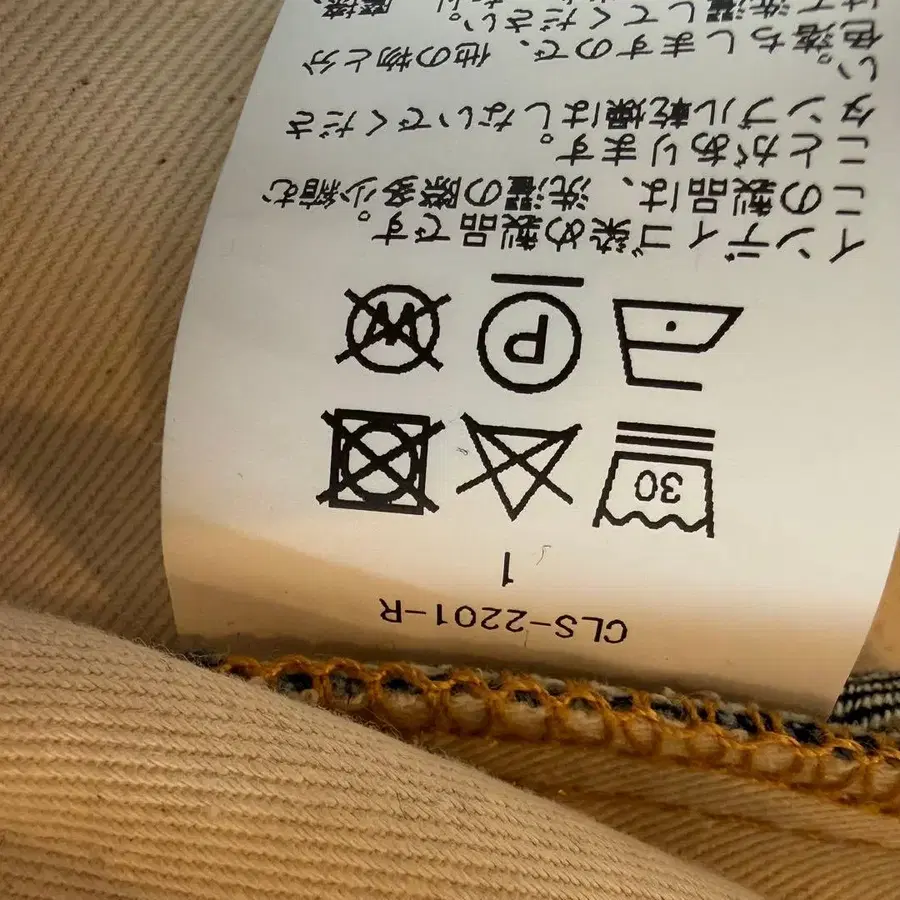 CLS-2201-R
1
30
P
W
インディゴ染め製品です。
この製品は、洗濯の際多少縮む
ことがあります。
タンブル乾燥はしないでくださ
い。
色落ちしますので、他の物と分
けて洗濯してください。